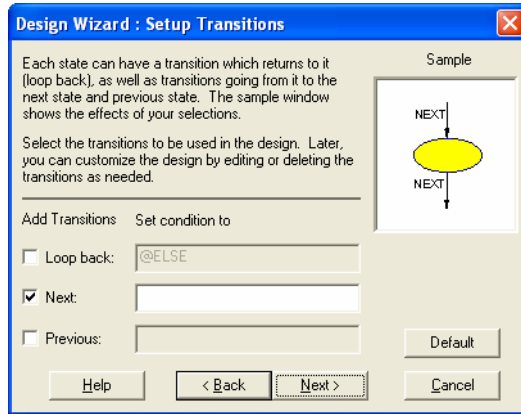 Design Wizard : Setup Transitions
Each state can have a transition which returns to it
(loop back), as well as transitions going from it to the
next state and previous state. The sample window
shows the effects of your selections.
Select the transitions to be used in the design. Later,
you can customize the design by editing or deleting the
transitions as needed.
Sample
NEXT
NEXT
Add Transitions Set condition to
Loop back: @ELSE
Next:
Previous:
Default
Help < Back Next > Cancel